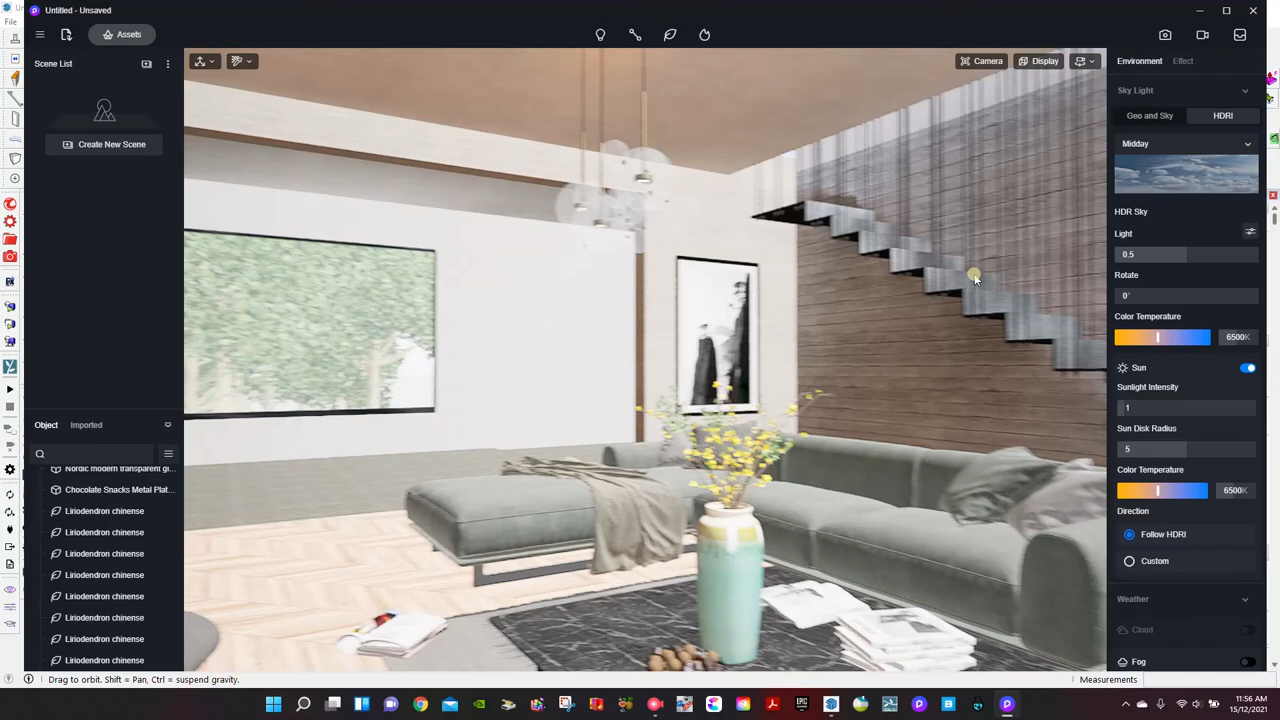 Untitled - Unsaved
File
Assets
Scene List
Create New Scene
Camera
Display
Environment
Effect
Sky Light
Geo and Sky
HDRI
Midday
HDR Sky
Light
0.5
Rotate
0°
Color Temperature
6500K
Sun
Sunlight Intensity
1
Sun Disk Radius
5
Color Temperature
6500K
Direction
Follow HDRI
Custom
Weather
Cloud
Fog
Object
Imported
Nordic modern transparent gl...
Chocolate Snacks Metal Plat...
Liriodendron chinense
Liriodendron chinense
Liriodendron chinense
Liriodendron chinense
Liriodendron chinense
Liriodendron chinense
Liriodendron chinense
Liriodendron chinense
Drag to orbit. Shift = Pan, Ctrl = suspend gravity.
Measurements
11:56 AM
15/12/2021